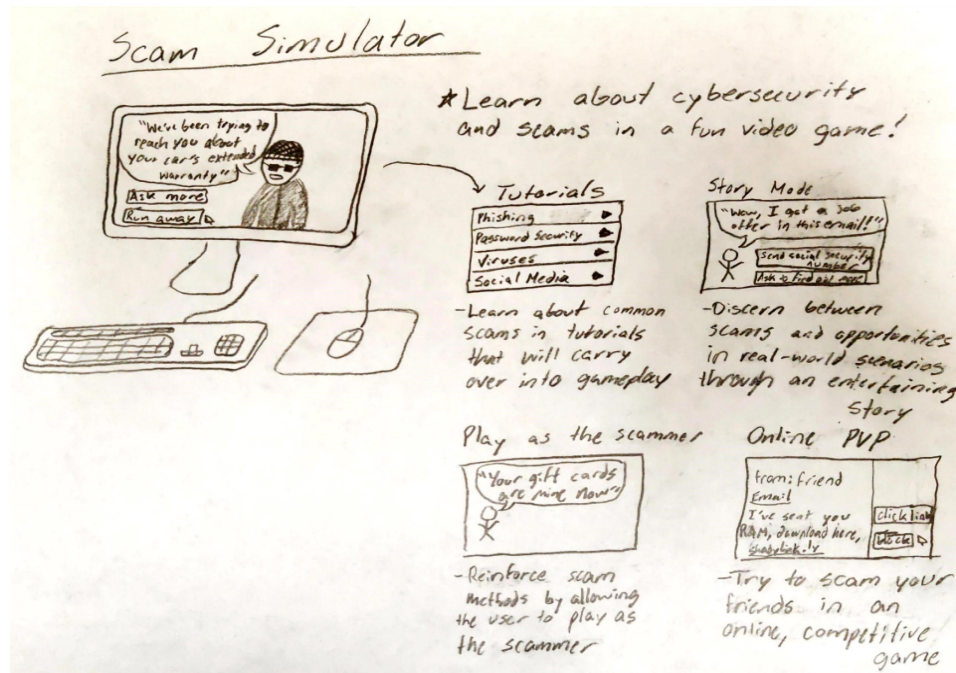 Scam Simulator
"We've been trying to
reach you about
your car's extended
warranty"
Ask more
Run away
*Learn about cybersecurity
and scams in a fun video game!
Tutorials
Phishing
Password Security
Viruses
Social Media
-Learn about common
scams in tutorials
that will carry
over into gameplay
Story Mode
"Wow, I got a job
offer in this email!"
Send social security
number
Ask to find out more
-Discern between
scams and opportunities
in real-world scenarios
through an entertaining
story
Play as the scammer
"Your gift cards
are mine now"
-Reinforce scam
methods by allowing
the user to play as
the scammer
Online PVP
from: friend
Email
I've sent you
RAM, download here,
click link
block
-Try to scam your
friends in an
online, competitive
game